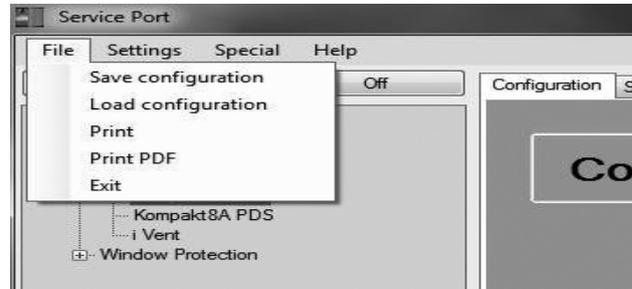 Service Port
File Settings Special Help
Save configuration
Load configuration
Print
Print PDF
Exit
Off
Configuration S
Co
Kompakt8A PDS
i Vent
Window Protection